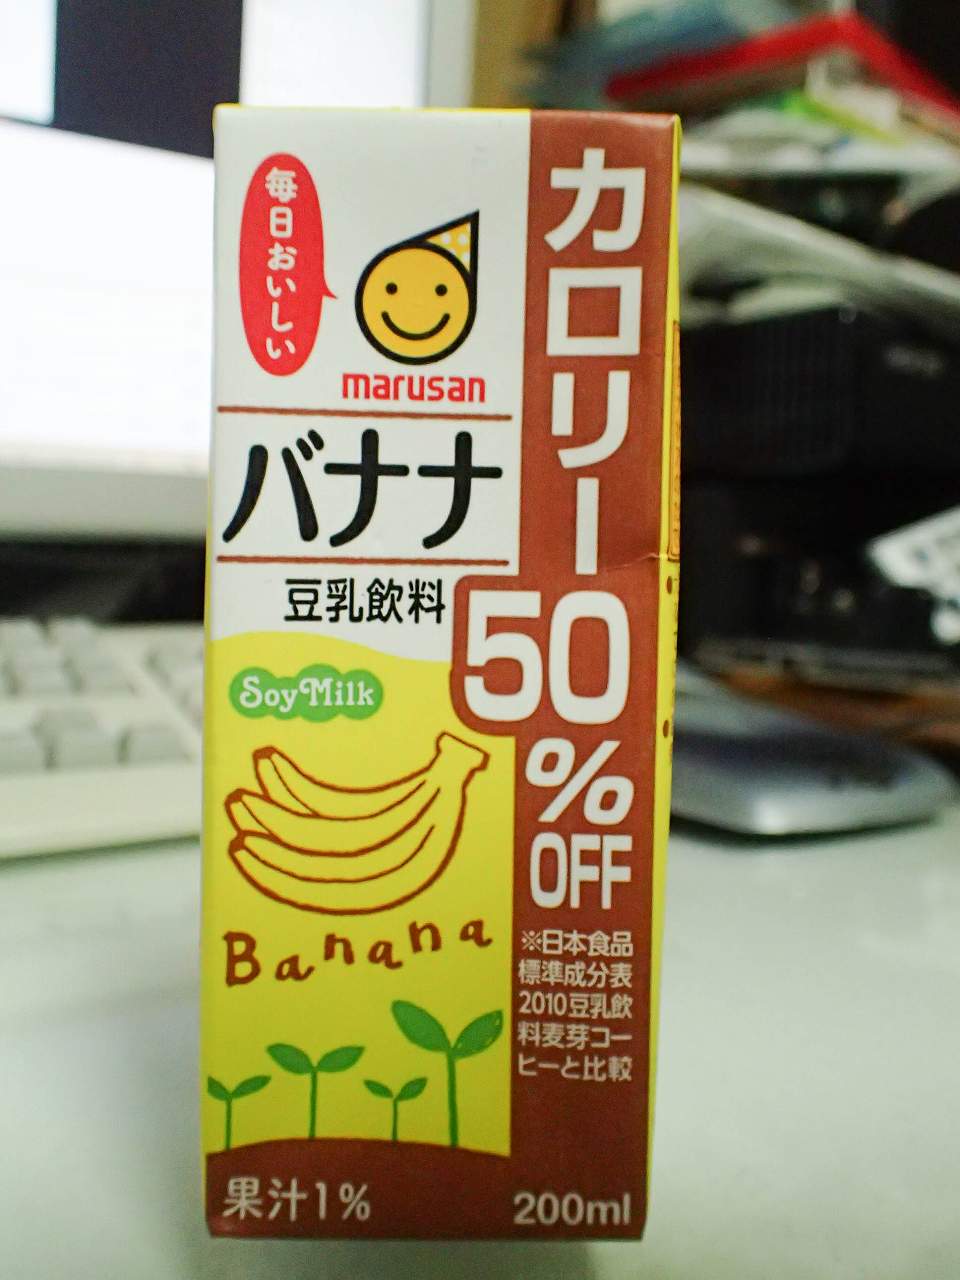 毎日おいしい
marusan
バナナ
豆乳飲料
SoyMilk
Banana
果汁1%
カロリー
50
%
OFF
※日本食品
標準成分表
2010豆乳飲
料麦芽コー
ヒーと比較
200ml